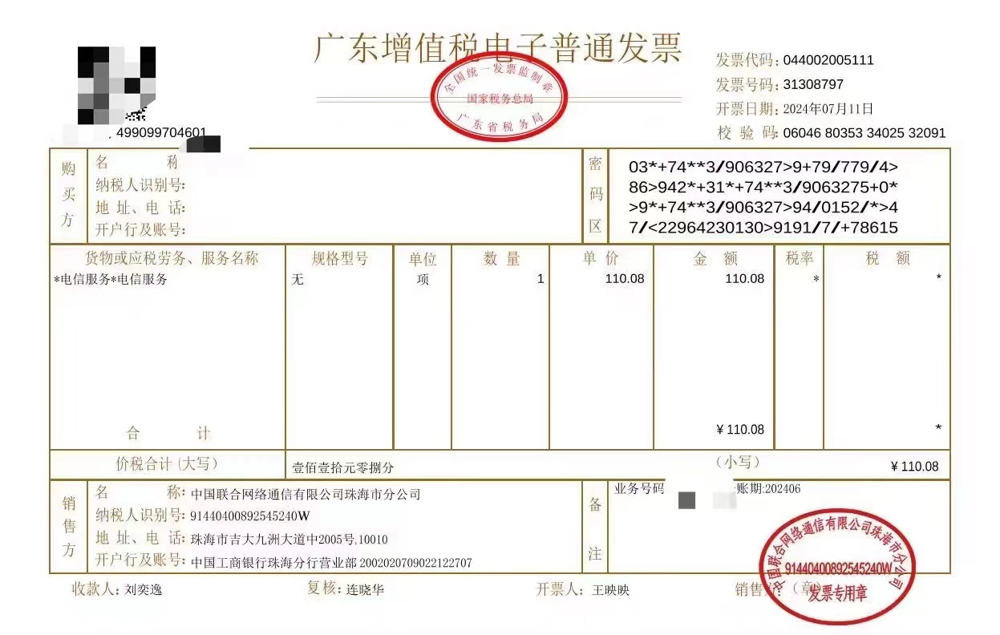 广东增值税电子普通发票
全国统一发票监制章
国家税务总局
广东省税务局
发票代码: 044002005111
发票号码: 31308797
开票日期: 2024年07月11日
校 验 码: 06046 80353 34025 32091
499099704601
购买方
名 称
纳税人识别号:
地 址、电 话:
开户行及账号:
密码区
03*+74**3/906327>9+79/779/4>
86>942*+31*+74**3/9063275+0*
>9*+74**3/906327>94/0152/*>4
7/<22964230130>9191/7/+78615
货物或应税劳务、服务名称 规格型号 单位 数 量 单 价 金 额 税率 税 额
*电信服务*电信服务 无 项 1 110.08 110.08 * *
合 计 ¥110.08 *
价税合计(大写) 壹佰壹拾元零捌分 (小写) ¥110.08
销售方
名 称: 中国联合网络通信有限公司珠海市分公司
纳税人识别号: 91440400892545240W
地 址、电 话: 珠海市吉大九洲大道中2005号,10010
开户行及账号: 中国工商银行珠海分行营业部 2002020709022122707
备注
业务号码 账期:202406
收款人: 刘奕逸 复核: 连晓华 开票人: 王映映 销售方:(章)
中国联合网络通信有限公司珠海市分公司
91440400892545240W
发票专用章